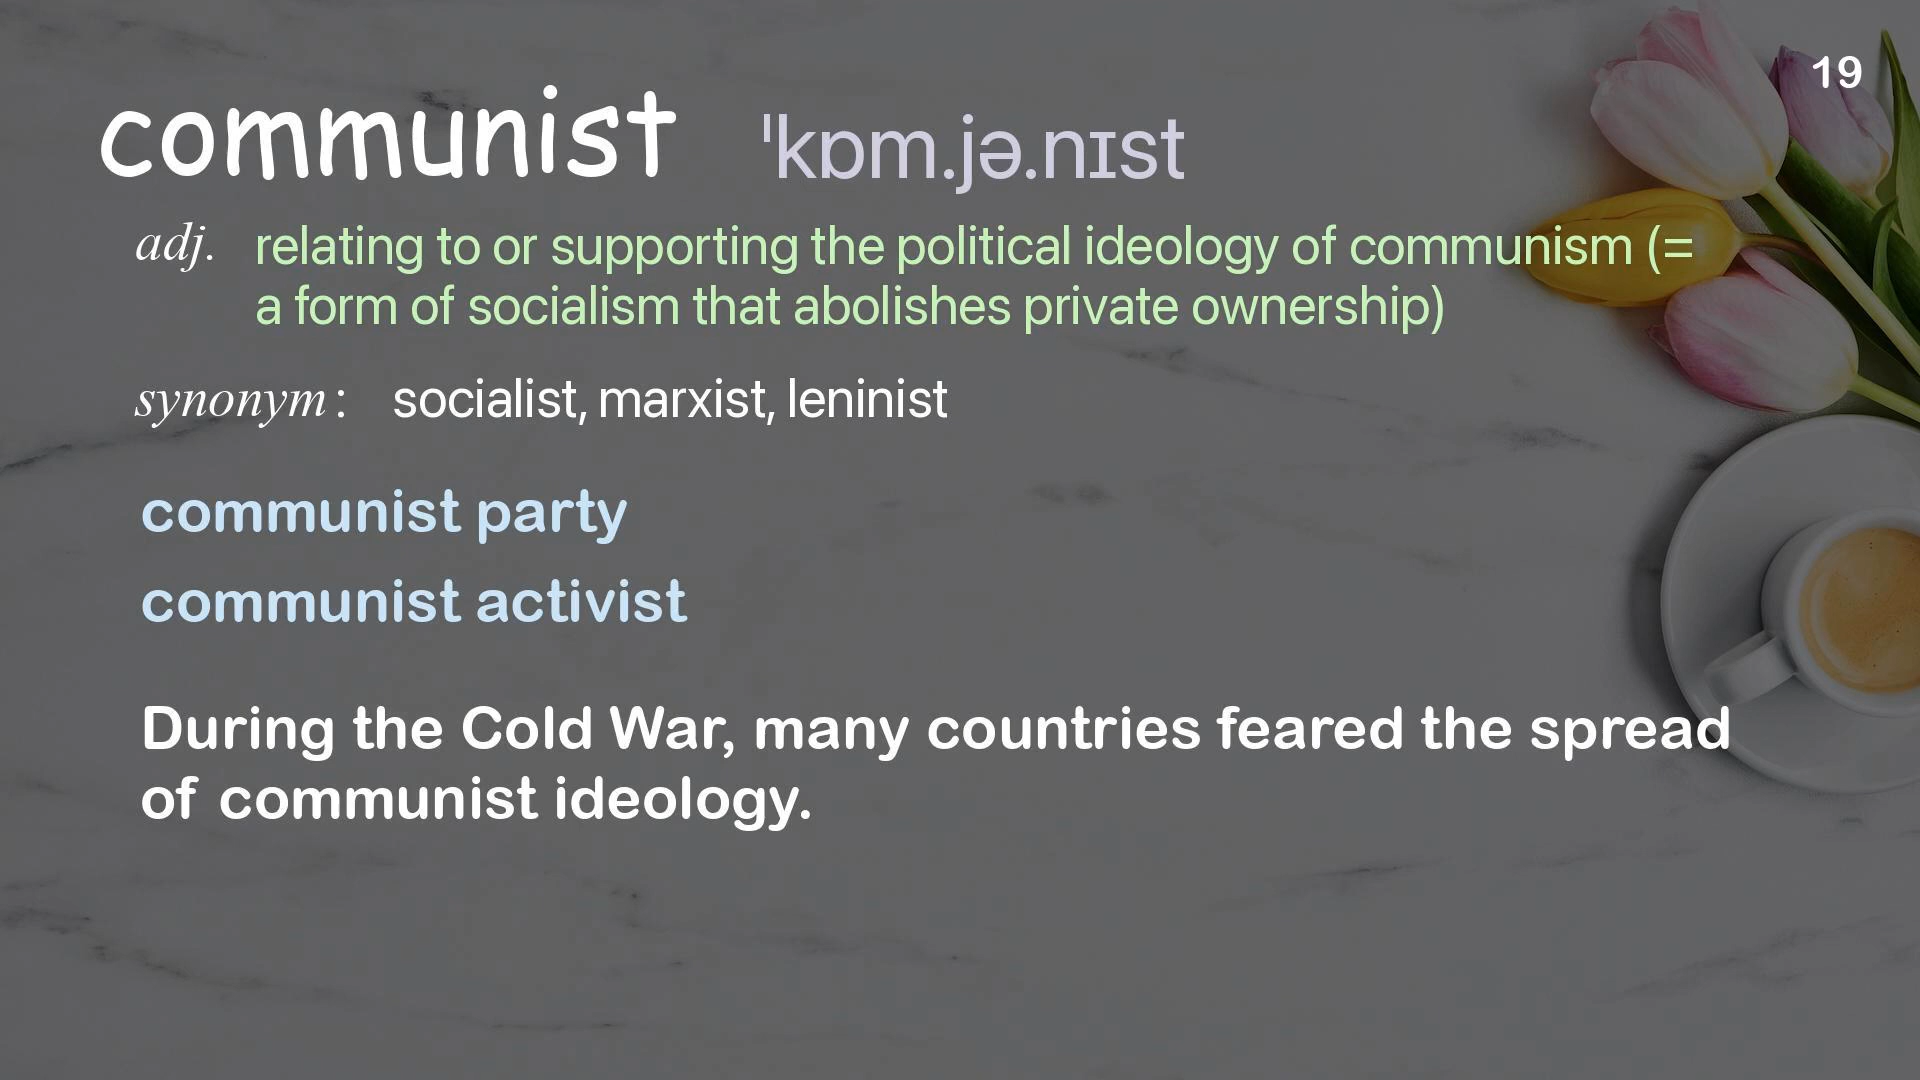 19
communist ˈkɒm.jə.nɪst
adj. relating to or supporting the political ideology of communism (=
a form of socialism that abolishes private ownership)
synonym : socialist, marxist, leninist
communist party
communist activist
During the Cold War, many countries feared the spread
of communist ideology.